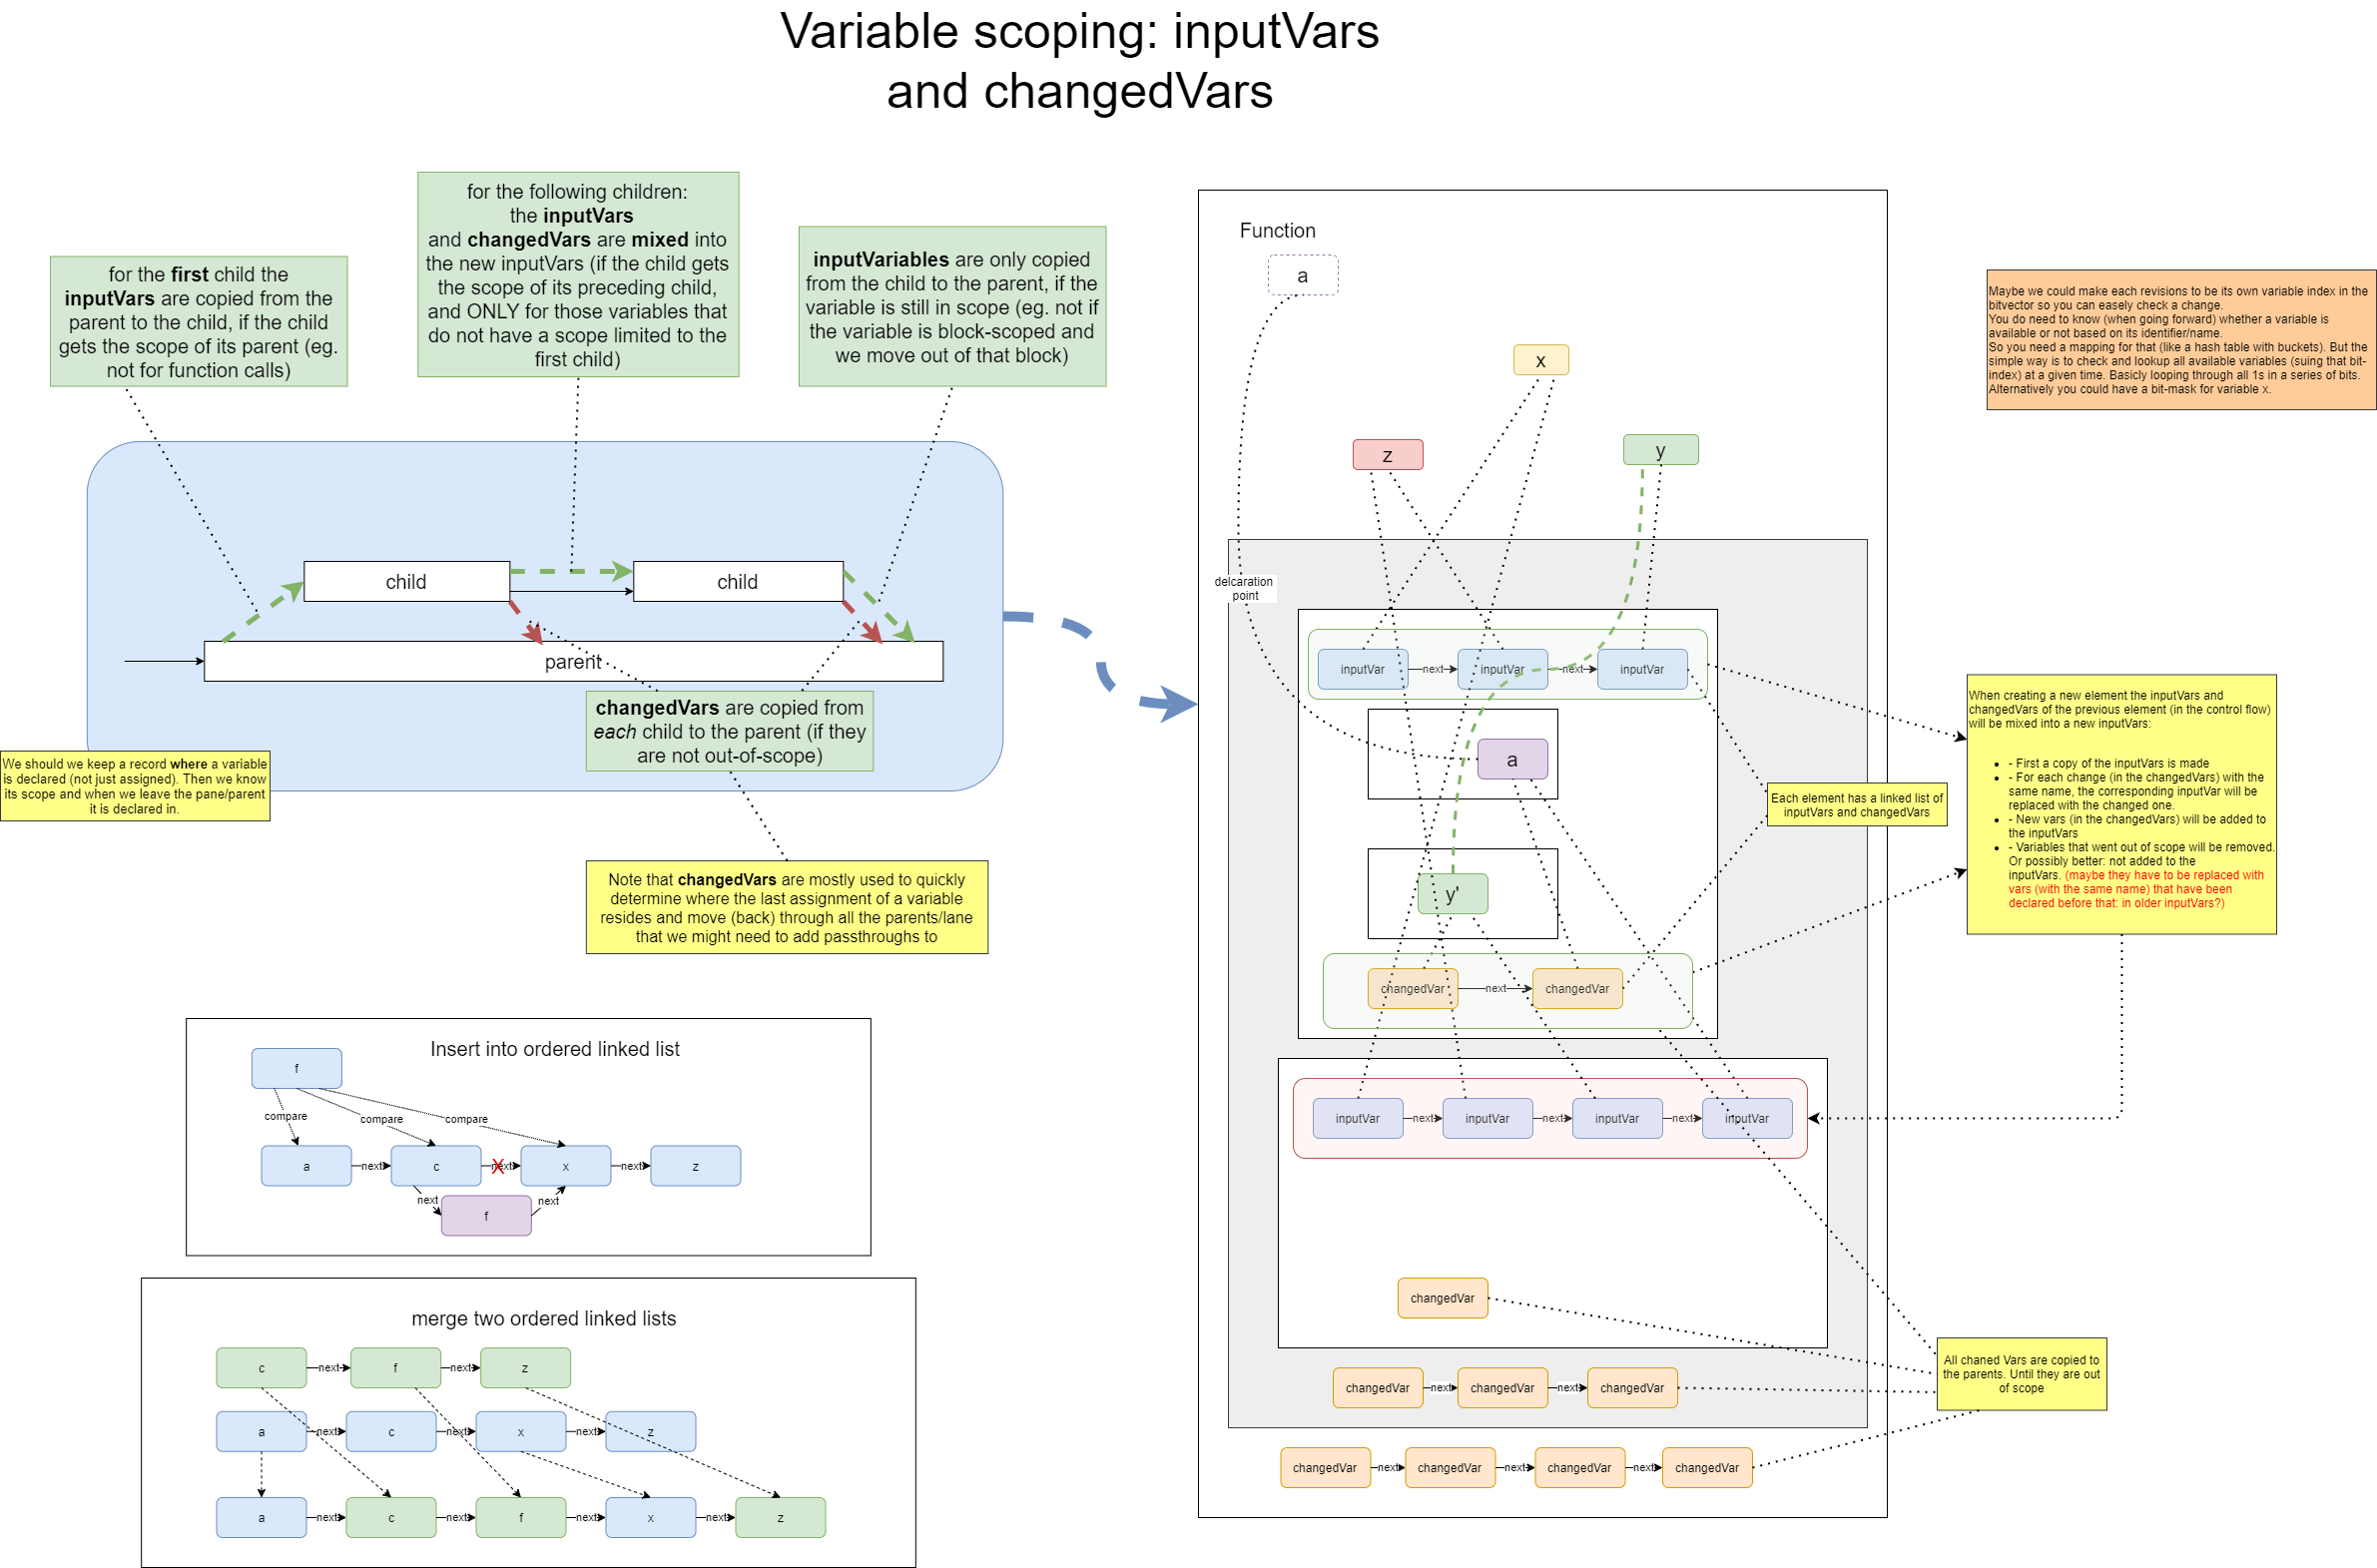 Variable scoping: inputVars
and changedVars
for the first child the
inputVars are copied from the
parent to the child, if the child
gets the scope of its parent (eg.
not for function calls)
for the following children:
the inputVars
and changedVars are mixed into
the new inputVars (if the child gets
the scope of its preceding child,
and ONLY for those variables that
do not have a scope limited to the
first child)
inputVariables are only copied
from the child to the parent, if the
variable is still in scope (eg. not if
the variable is block-scoped and
we move out of that block)
child
child
parent
changedVars are copied from
each child to the parent (if they
are not out-of-scope)
We should we keep a record where a variable
is declared (not just assigned). Then we know
its scope and when we leave the pane/parent
it is declared in.
Note that changedVars are mostly used to quickly
determine where the last assignment of a variable
resides and move (back) through all the parents/lane
that we might need to add passthroughs to
Insert into ordered linked list
f
compare
compare
compare
a
next
c
next
X
x
next
z
next
f
next
merge two ordered linked lists
c
next
f
next
z
a
next
c
next
x
next
z
a
next
c
next
f
next
x
next
z
Function
a
x
z
y
delcaration
point
inputVar
next
inputVar
next
inputVar
a
y'
changedVar
next
changedVar
inputVar
next
inputVar
next
inputVar
next
inputVar
changedVar
changedVar
next
changedVar
next
changedVar
changedVar
next
changedVar
next
changedVar
next
changedVar
Maybe we could make each revisions to be its own variable index in the
bitvector so you can easely check a change.
You do need to know (when going forward) whether a variable is
available or not based on its identifier/name.
So you need a mapping for that (like a hash table with buckets). But the
simple way is to check and lookup all available variables (suing that bit-
index) at a given time. Basicly looping through all 1s in a series of bits.
Alternatively you could have a bit-mask for variable x.
When creating a new element the inputVars and
changedVars of the previous element (in the control flow)
will be mixed into a new inputVars:
• - First a copy of the inputVars is made
• - For each change (in the changedVars) with the
same name, the corresponding inputVar will be
replaced with the changed one.
• - New vars (in the changedVars) will be added to
the inputVars
• - Variables that went out of scope will be removed.
Or possibly better: not added to the
inputVars. (maybe they have to be replaced with
vars (with the same name) that have been
declared before that: in older inputVars?)
Each element has a linked list of
inputVars and changedVars
All chaned Vars are copied to
the parents. Until they are out
of scope